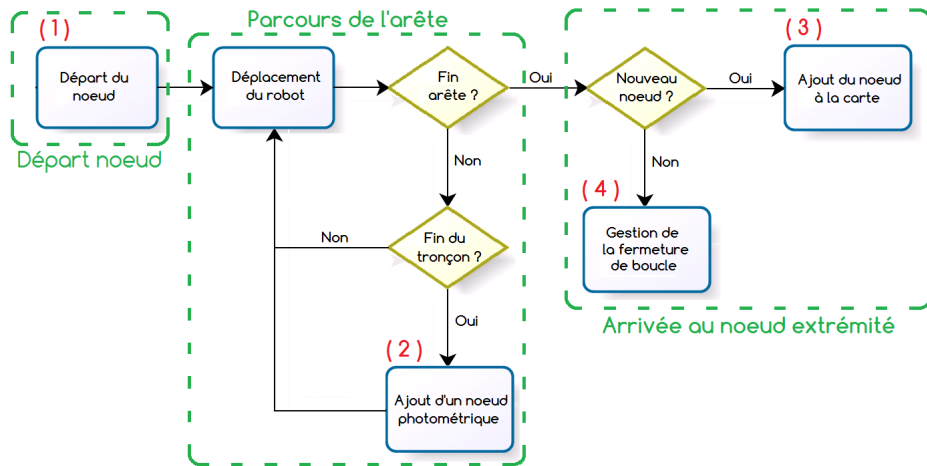 Parcours de l'arête
( 1 )
Départ du
noeud
Départ noeud
Déplacement
du robot
Fin
arête ?
Oui
Non
Fin du
tronçon ?
Non
Oui
( 2 )
Ajout d'un noeud
photométrique
Nouveau
noeud ?
Oui
( 3 )
Ajout du noeud
à la carte
Non
( 4 )
Gestion de
la fermeture
de boucle
Arrivée au noeud extrémité